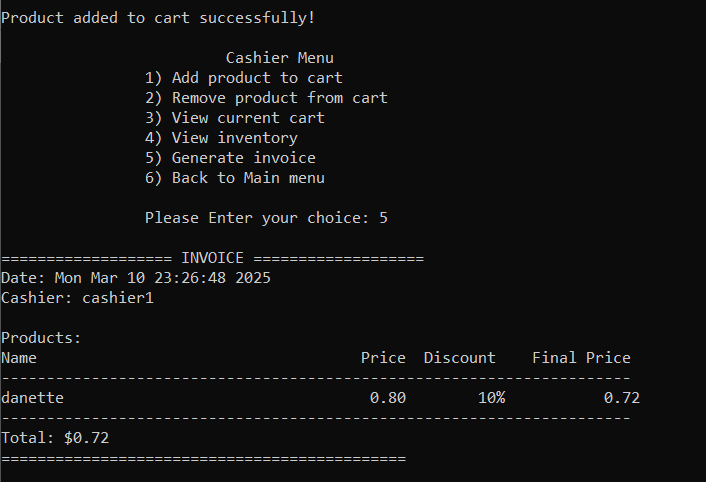 Product added to cart successfully!
Cashier Menu
1) Add product to cart
2) Remove product from cart
3) View current cart
4) View inventory
5) Generate invoice
6) Back to Main menu
Please Enter your choice: 5
=================== INVOICE ===================
Date: Mon Mar 10 23:26:48 2025
Cashier: cashier1
Products:
Name Price Discount Final Price
----------------------------------------------------------------------
danette 0.80 10% 0.72
----------------------------------------------------------------------
Total: $0.72
=============================================